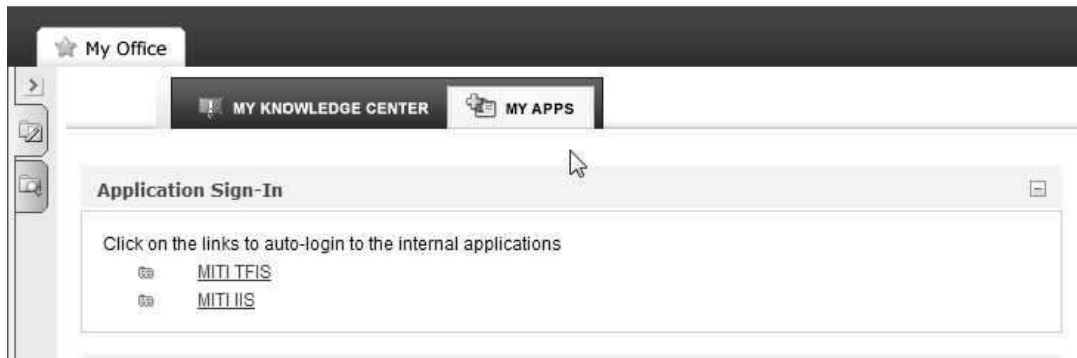 My Office
MY KNOWLEDGE CENTER MY APPS
Application Sign-In
Click on the links to auto-login to the internal applications
MITI TFIS
MITI IIS